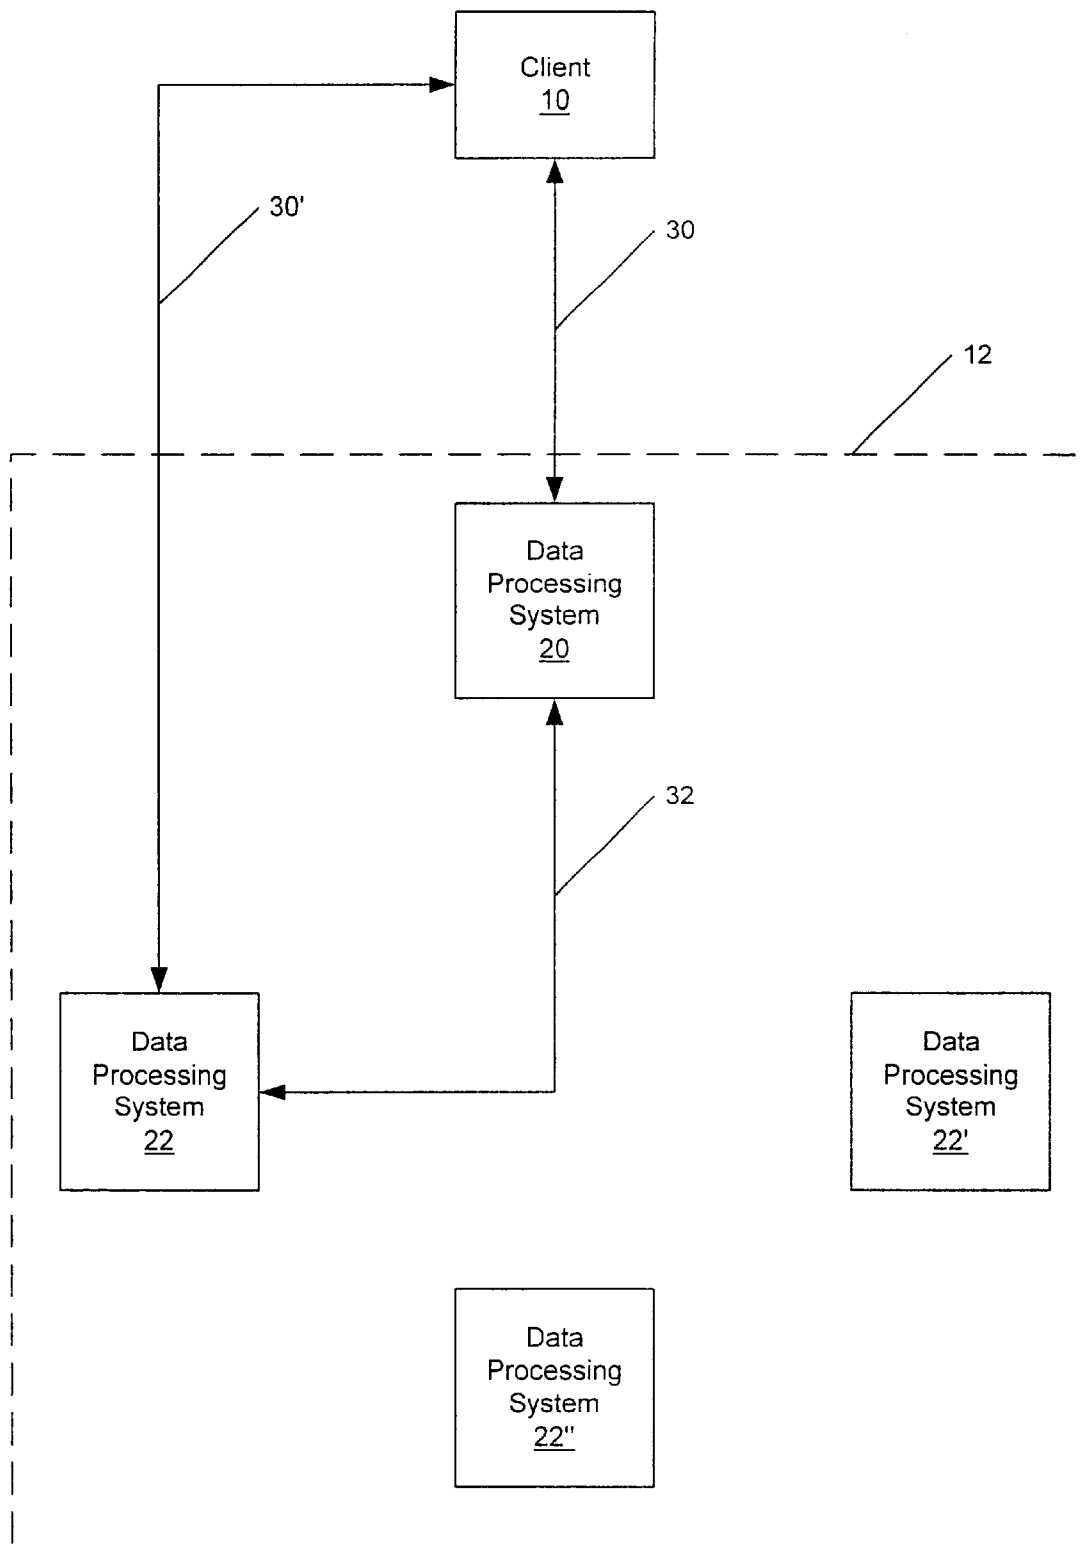 Client
10
30'
30
12
Data
Processing
System
20
32
Data
Processing
System
22
Data
Processing
System
22'
Data
Processing
System
22"